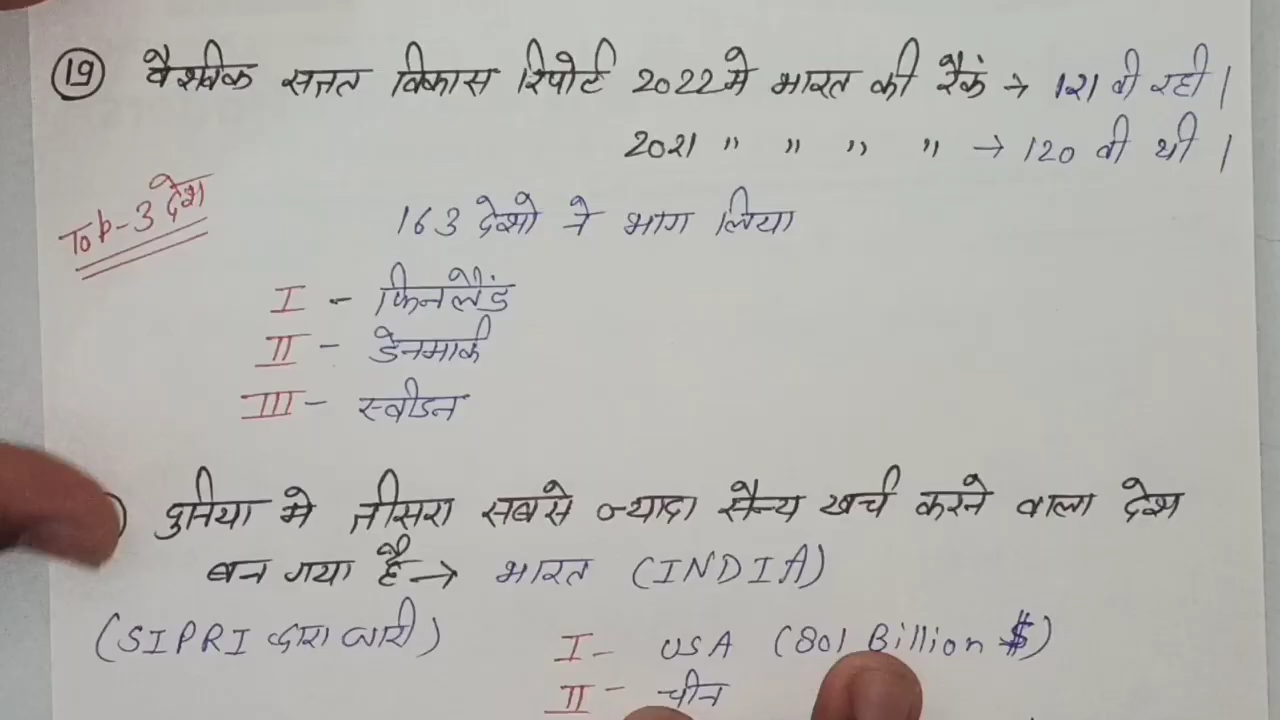 19 वैश्विक सतत विकास रिपोर्ट 2022 मे भारत की रैकं → 121 वी रही।
2021 " " " " → 120 वी थी।
Top-3 देश
163 देशो ने भाग लिया
I - फिनलैंड
II - डेनमार्क
III - स्वीडन
दुनिया मे तीसरा सबसे ज्यादा सैन्य खर्च करने वाला देश
बन गया है → भारत (INDIA)
(SIPRI द्वारा जारी)
I - USA (801 Billion $)
II - चीन